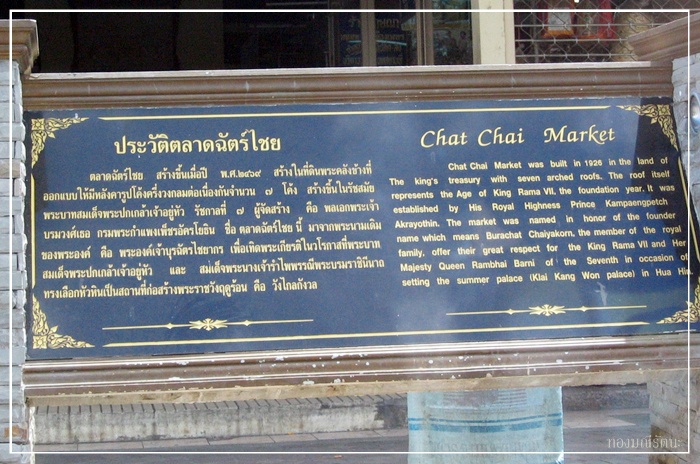 ประวัติตลาดฉัตร์ไชย
ตลาดฉัตร์ไชย สร้างขึ้นเมื่อปี พ.ศ.๒๔๖๙ สร้างในที่ดินพระคลังข้างที่
ออกแบบให้มีหลังคารูปโค้งครึ่งวงกลมต่อเนื่องกันจำนวน ๗ โค้ง สร้างขึ้นในรัชสมัย
พระบาทสมเด็จพระปกเกล้าเจ้าอยู่หัว รัชกาลที่ ๗ ผู้จัดสร้าง คือ พลเอกพระเจ้า
บรมวงศ์เธอ กรมพระกำแพงเพ็ชรอัครโยธิน ชื่อ ตลาดฉัตร์ไชย นี้ มาจากพระนามเดิม
ของพระองค์ คือ พระองค์เจ้าบุรฉัตรไชยากร เพื่อเทิดพระเกียรติในวโรกาสที่พระบาท
สมเด็จพระปกเกล้าเจ้าอยู่หัว และ สมเด็จพระนางเจ้ารำไพพรรณีพระบรมราชินีนาถ
ทรงเลือกหัวหินเป็นสถานที่ก่อสร้างพระราชวังฤดูร้อน คือ วังไกลกังวล
Chat Chai Market
Chat Chai Market was built in 1926 in the land of
The king's treasury with seven arched roofs. The roof itself
represents the Age of King Rama VII, the foundation year. It was
established by His Royal Highness Prince Kampaengpetch
Akrayothin. The market was named in honor of the founder
name which means Burachat Chaiyakorn, the member of the royal
family, offer their great respect for the King Rama VII and Her
Majesty Queen Rambhai Barni of the Seventh in occasion of
setting the summer palace (Klai Kang Won palace) in Hua Hin.
ทองมณีรัตนะ